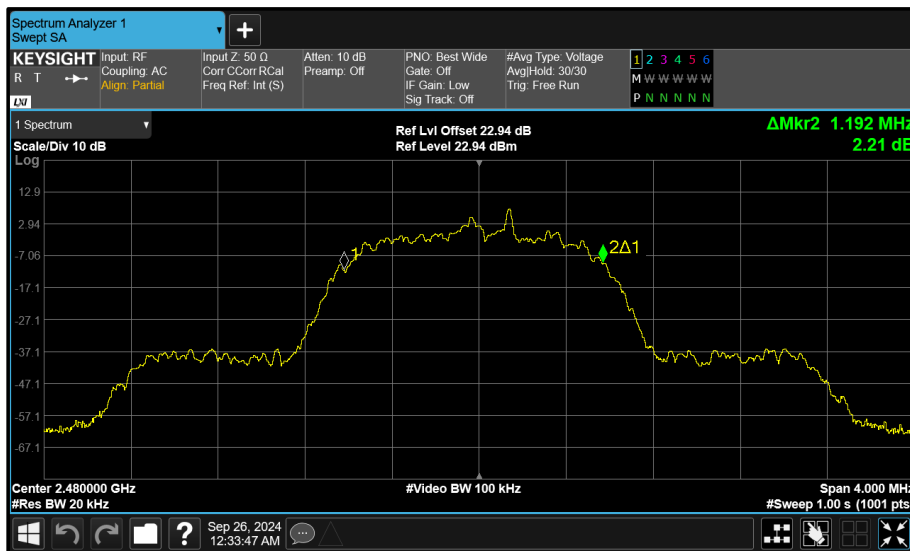 Spectrum Analyzer 1
Swept SA
KEYSIGHT
R T
LXI
Input: RF
Coupling: AC
Align: Partial
Input Z: 50 Ω
Corr CCorr RCal
Freq Ref: Int (S)
Atten: 10 dB
Preamp: Off
PNO: Best Wide
Gate: Off
IF Gain: Low
Sig Track: Off
#Avg Type: Voltage
Avg|Hold: 30/30
Trig: Free Run
1 2 3 4 5 6
M W W W W W
P N N N N N
1 Spectrum
Scale/Div 10 dB
Ref Lvl Offset 22.94 dB
Ref Level 22.94 dBm
ΔMkr2 1.192 MHz
2.21 dB
Log
12.9
2.94
-7.06
-17.1
-27.1
-37.1
-47.1
-57.1
-67.1
1
2Δ1
Center 2.480000 GHz
#Res BW 20 kHz
#Video BW 100 kHz
Span 4.000 MHz
#Sweep 1.00 s (1001 pts
?
Sep 26, 2024
12:33:47 AM